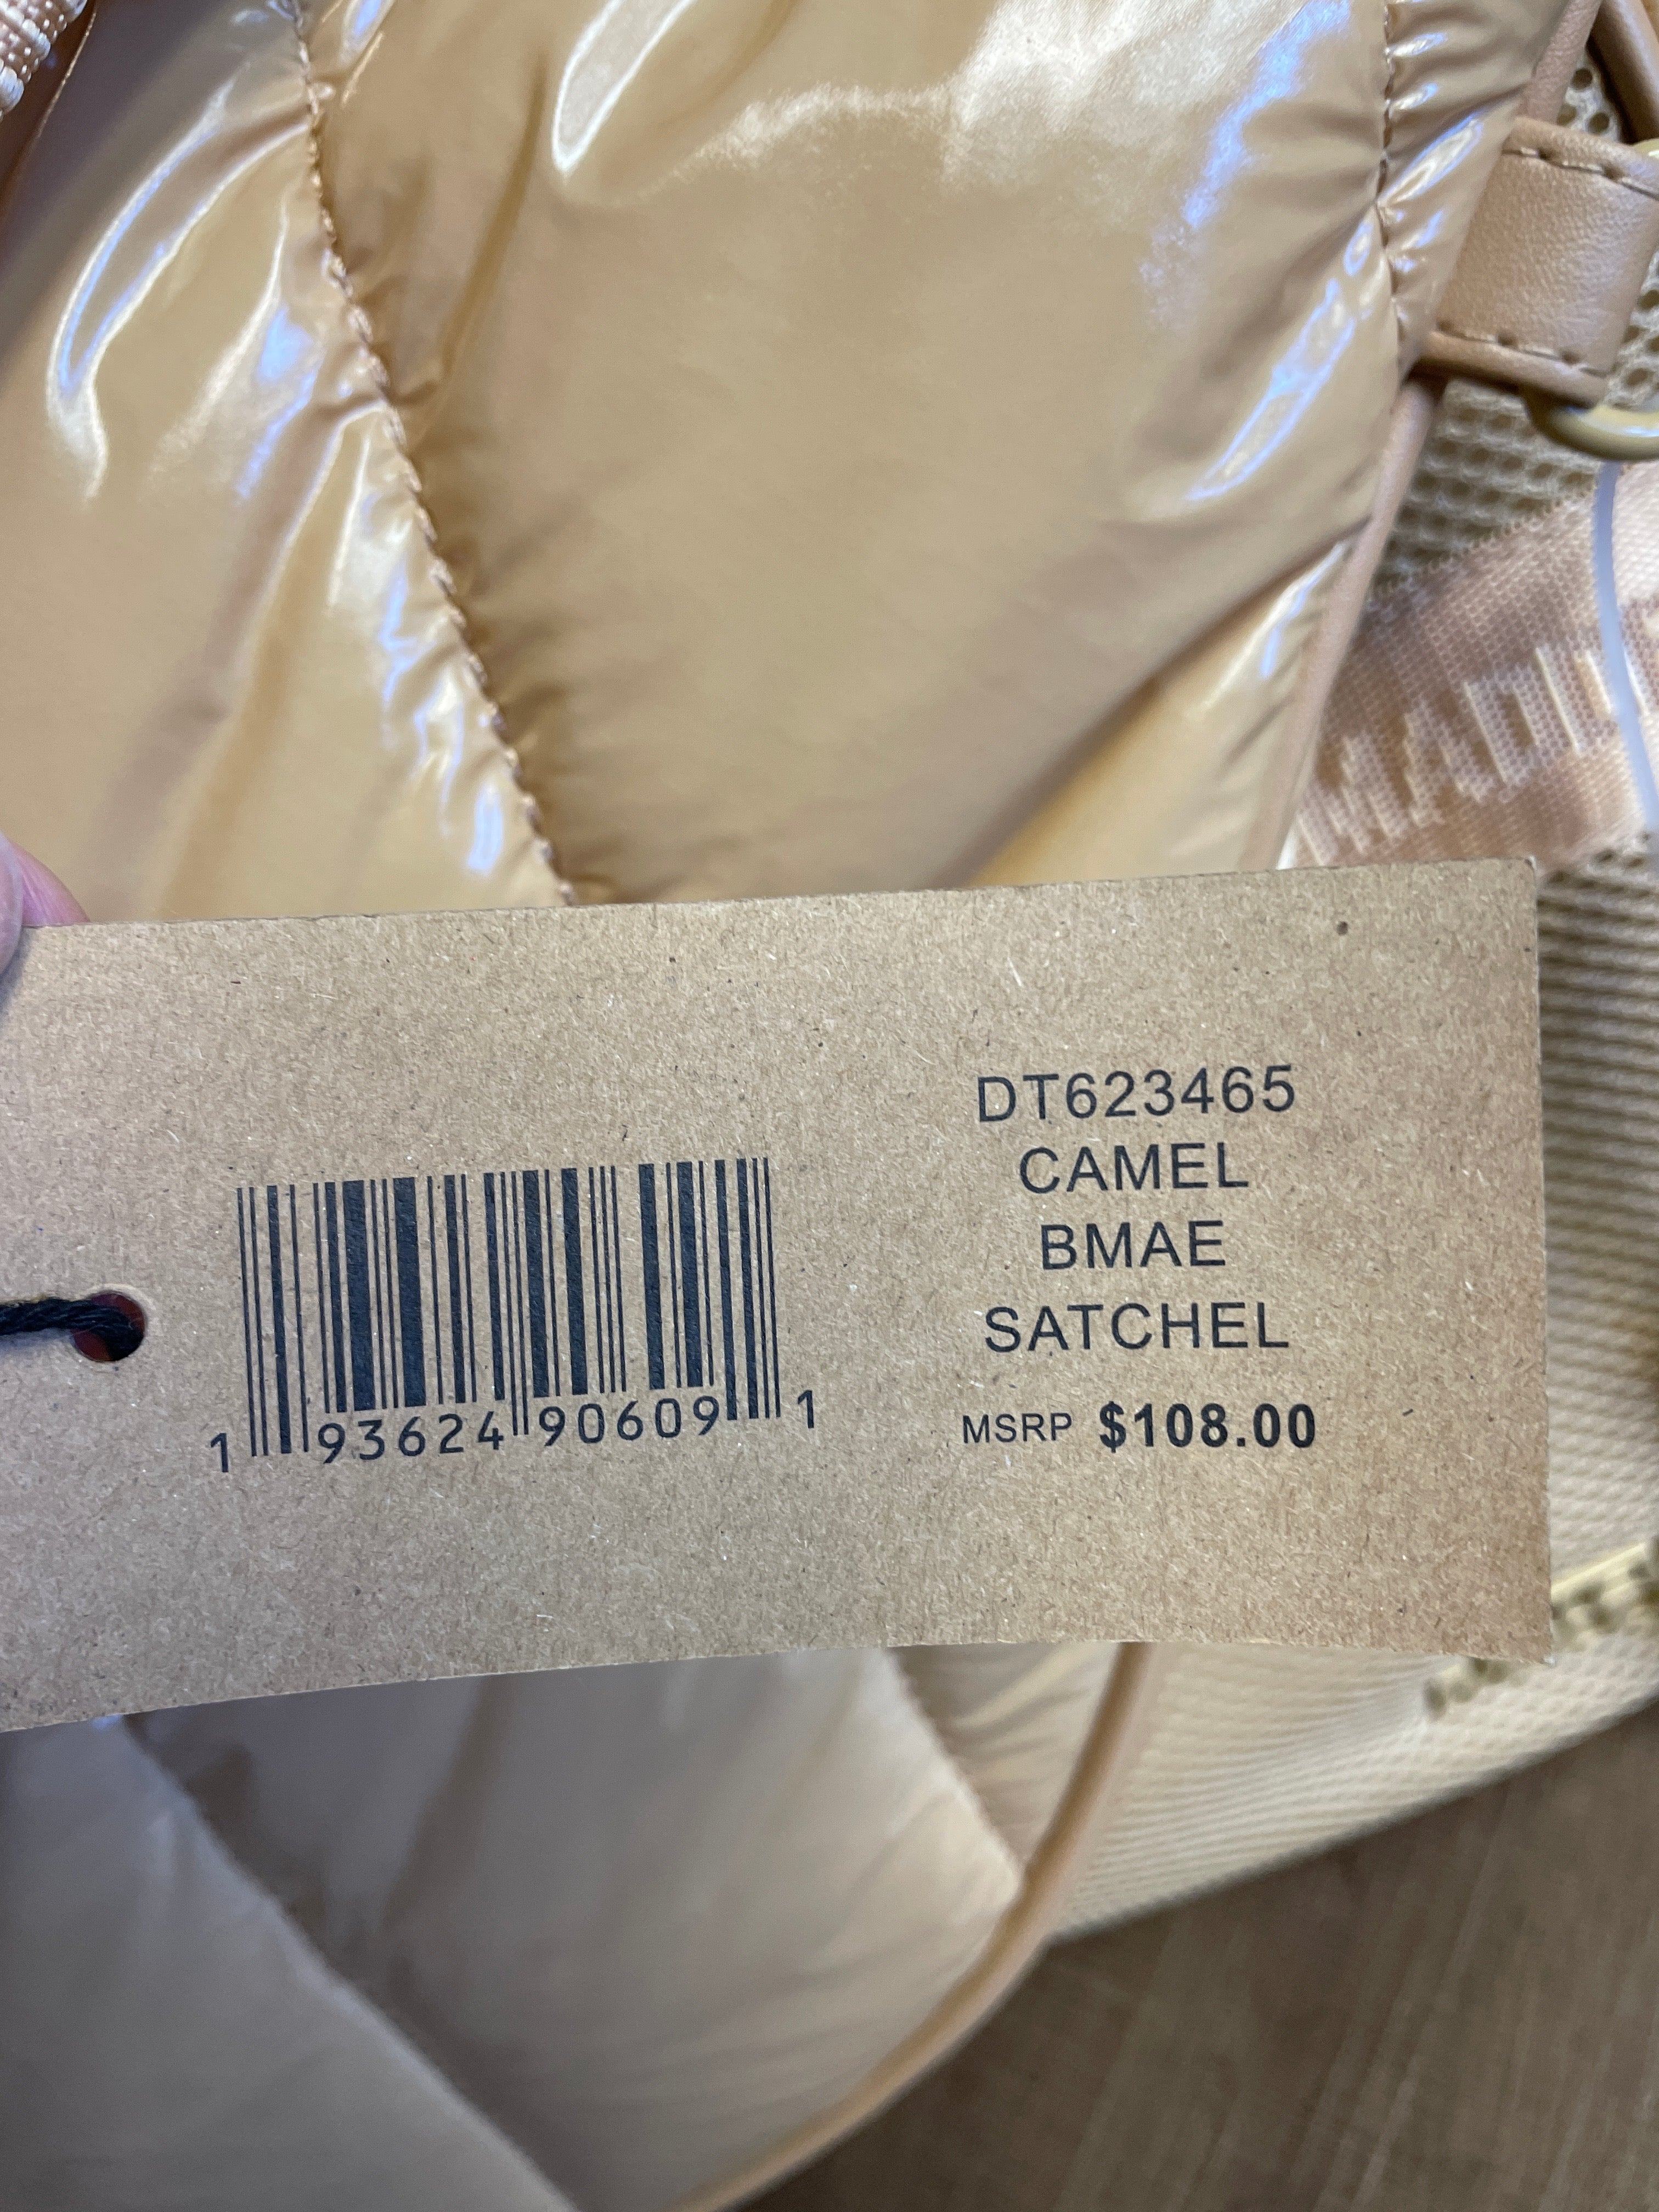 DT623465
CAMEL
BMAE
SATCHEL
MSRP $108.00
1 93624 90609 1